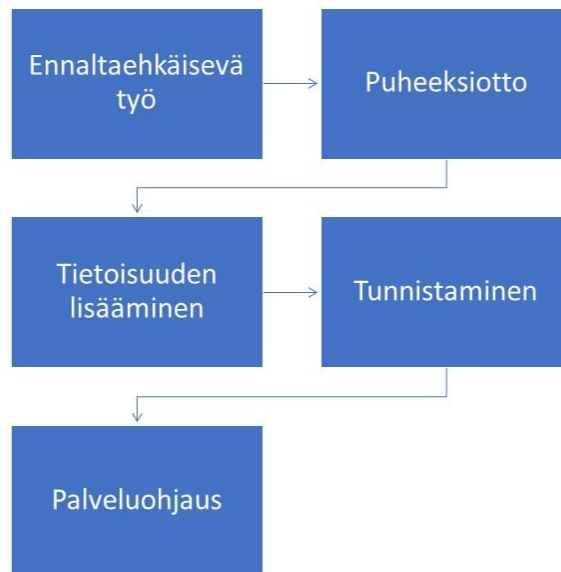 Ennaltaehkäisevä
työ
Puheeksiotto
Tietoisuuden
lisääminen
Tunnistaminen
Palveluohjaus